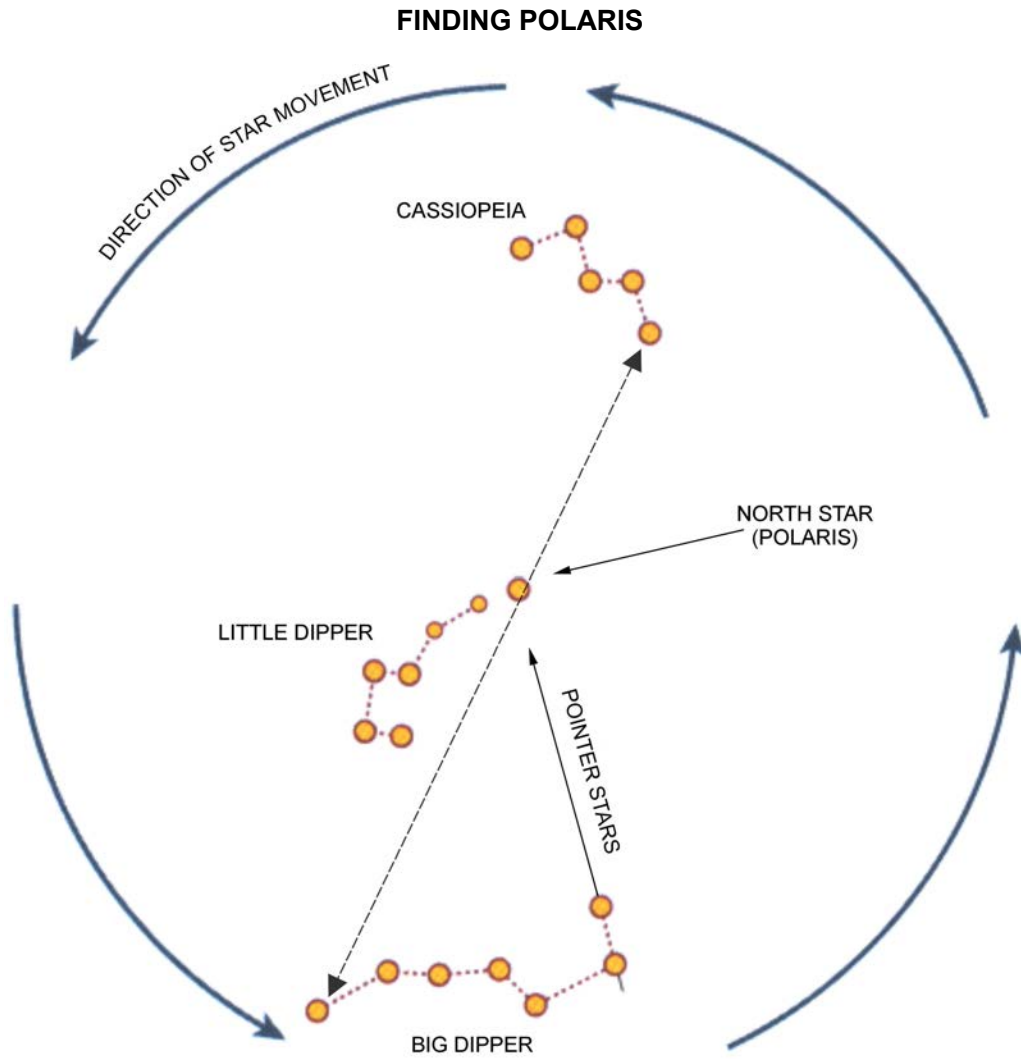 FINDING POLARIS
DIRECTION OF STAR MOVEMENT
CASSIOPEIA
NORTH STAR
(POLARIS)
LITTLE DIPPER
POINTER STARS
BIG DIPPER